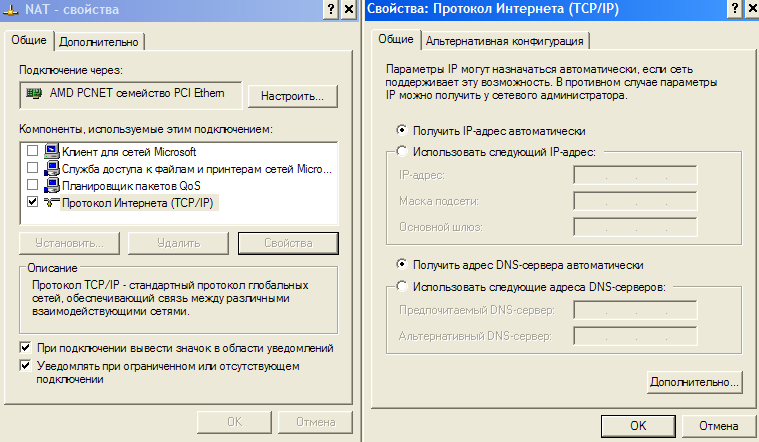 NAT - свойства
Общие
Дополнительно
Подключение через:
AMD PCNET семейство PCI Ethern
Настроить...
Компоненты, используемые этим подключением:
Клиент для сетей Microsoft
Служба доступа к файлам и принтерам сетей Micro...
Планировщик пакетов QoS
Протокол Интернета (TCP/IP)
Установить...
Удалить
Свойства
Описание
Протокол TCP/IP - стандартный протокол глобальных
сетей, обеспечивающий связь между различными
взаимодействующими сетями.
При подключении вывести значок в области уведомлений
Уведомлять при ограниченном или отсутствующем
подключении
OK
Отмена
Свойства: Протокол Интернета (TCP/IP)
Общие
Альтернативная конфигурация
Параметры IP могут назначаться автоматически, если сеть
поддерживает эту возможность. В противном случае параметры
IP можно получить у сетевого администратора.
Получить IP-адрес автоматически
Использовать следующий IP-адрес:
IP-адрес:
Маска подсети:
Основной шлюз:
Получить адрес DNS-сервера автоматически
Использовать следующие адреса DNS-серверов:
Предпочитаемый DNS-сервер:
Альтернативный DNS-сервер:
Дополнительно...
OK
Отмена